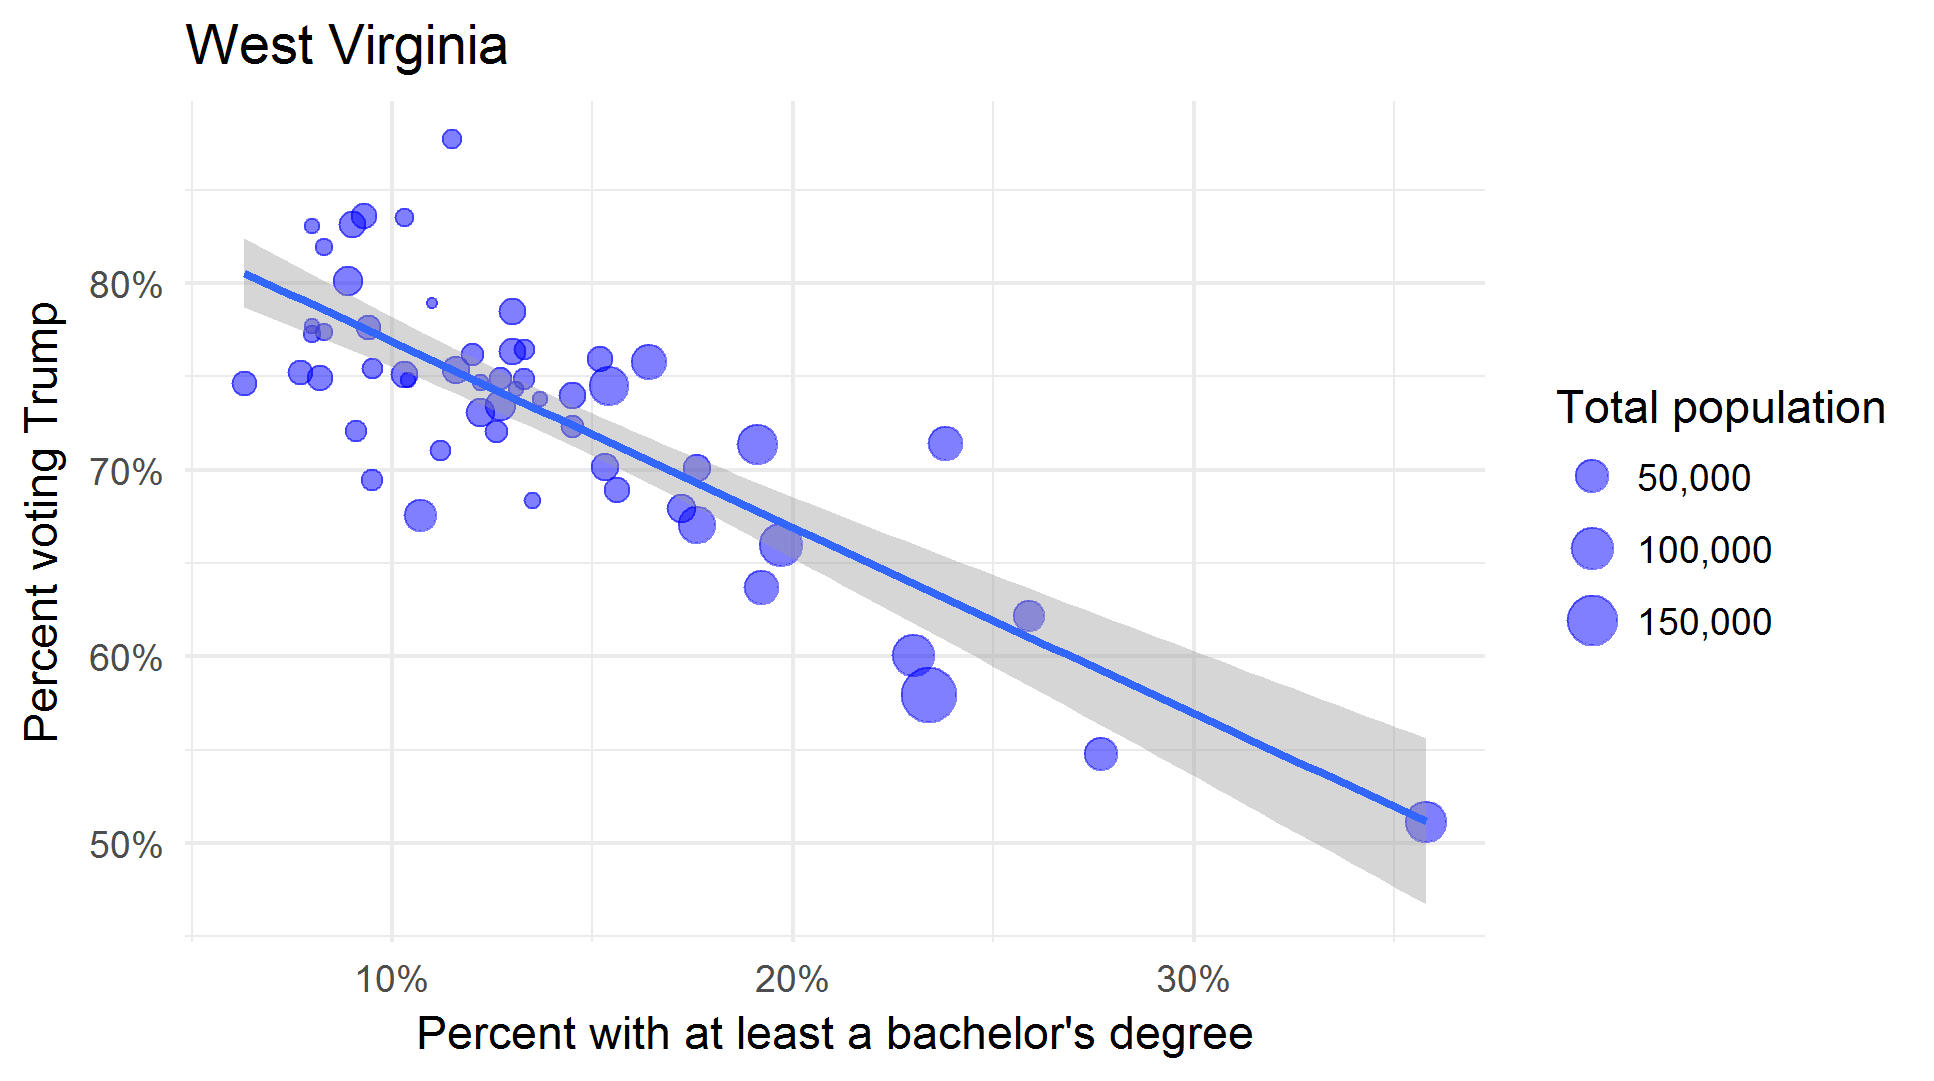 West Virginia
Percent voting Trump
80%
70%
60%
50%
10%
20%
30%
Percent with at least a bachelor's degree
Total population
50,000
100,000
150,000